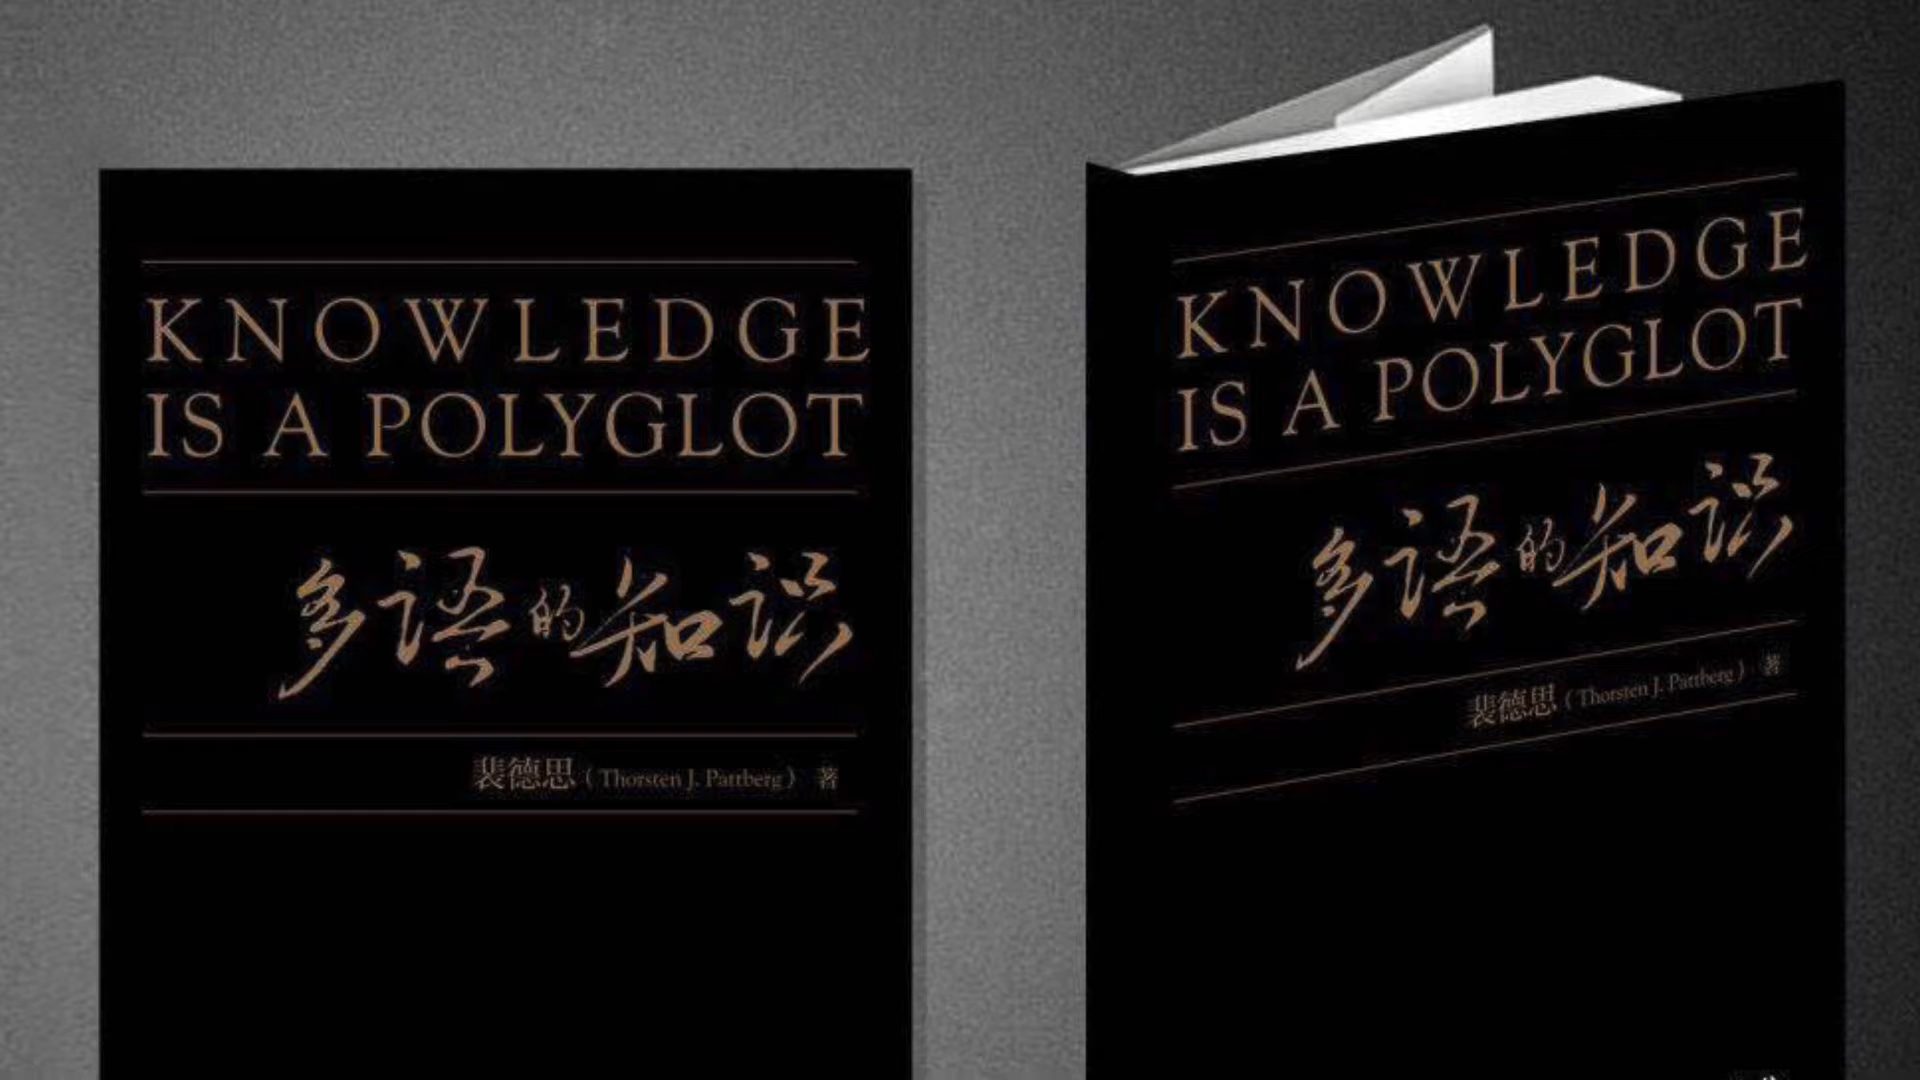 KNOWLEDGE
IS A POLYGLOT
多语的知识
裴德思 (Thorsten J. Pattberg) 著
KNOWLEDGE
IS A POLYGLOT
多语的知识
裴德思 (Thorsten J. Pattberg) 著